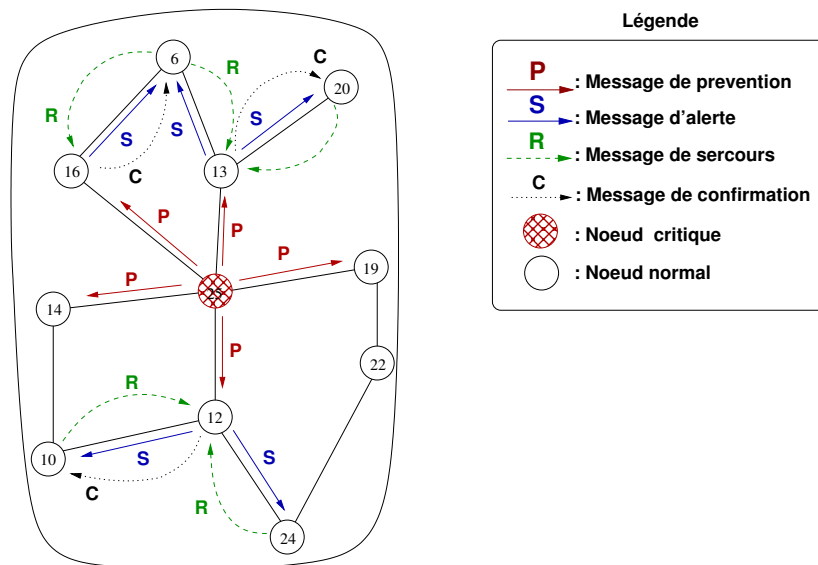 Légende
P
: Message de prevention
S
: Message d'alerte
R
: Message de sercours
C
: Message de confirmation
: Noeud critique
: Noeud normal
6
C
R
20
R
S
S
S
16
C
13
P
P
P
19
P
25
14
P
22
R
12
10
S
S
C
R
24